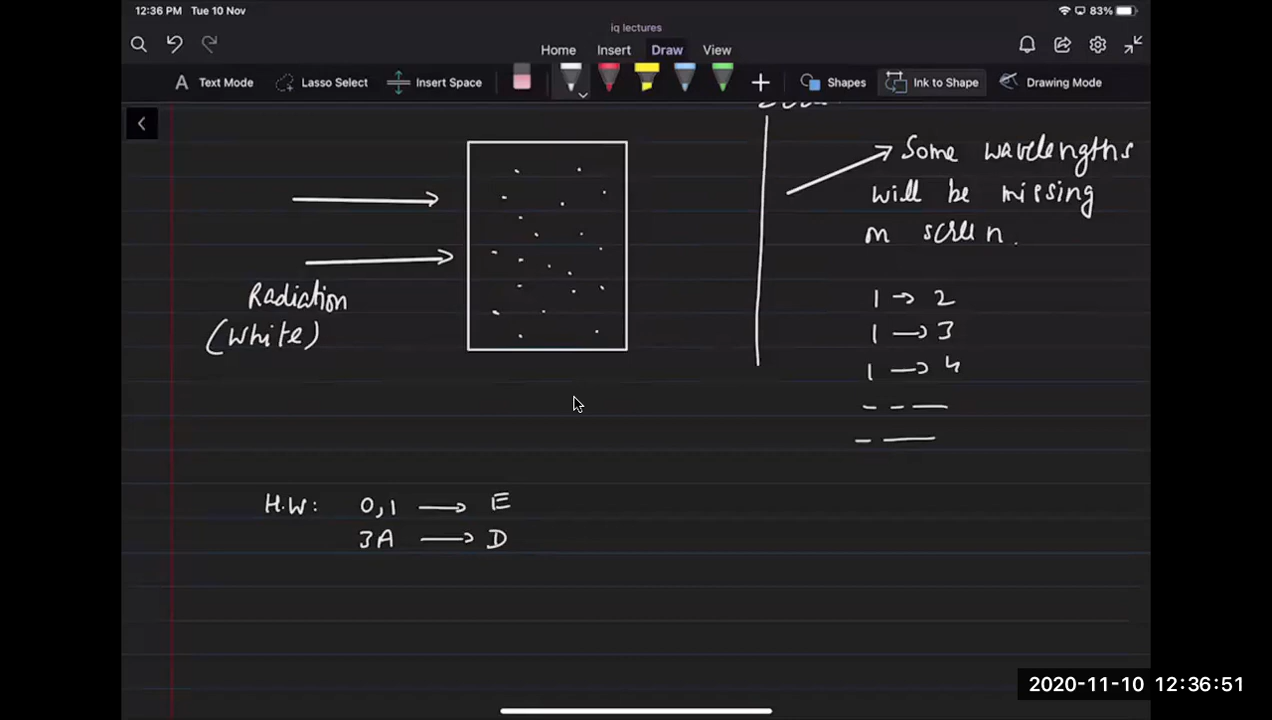 12:36 PM Tue 10 Nov
83%
iq lectures
Home Insert Draw View
Text Mode Lasso Select Insert Space Shapes Ink to Shape Drawing Mode
Some wavelengths
will be missing
on screen.
Radiation
(White)
1 → 2
1 → 3
1 → 4
H.W: 0,1 → E
3A → D
2020-11-10 12:36:51